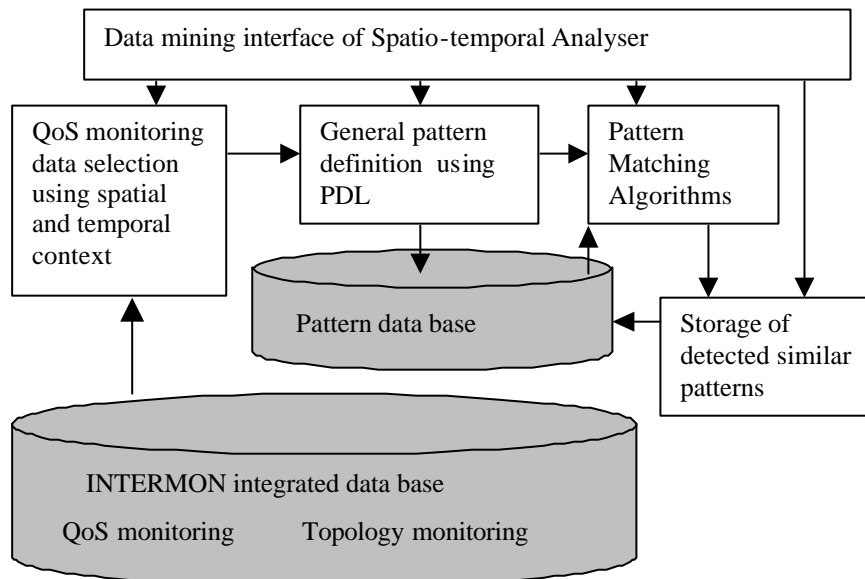 Data mining interface of Spatio-temporal Analyser
QoS monitoring
data selection
using spatial
and temporal
context
General pattern
definition using
PDL
Pattern
Matching
Algorithms
Pattern data base
Storage of
detected similar
patterns
INTERMON integrated data base
QoS monitoring Topology monitoring